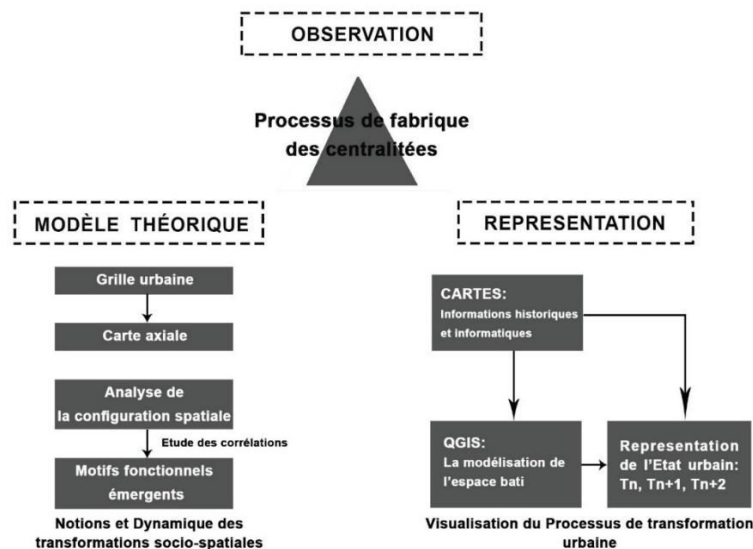 OBSERVATION
Processus de fabrique
des centralitées
MODÈLE THÉORIQUE
Grille urbaine
Carte axiale
Analyse de
la configuration spatiale
Etude des corrélations
Motifs fonctionnels
émergents
Notions et Dynamique des
transformations socio-spatiales
REPRESENTATION
CARTES:
Informations historiques
et informatiques
QGIS:
La modélisation de
l'espace bati
Representation
de l'Etat urbain:
Tn, Tn+1, Tn+2
Visualisation du Processus de transformation
urbaine